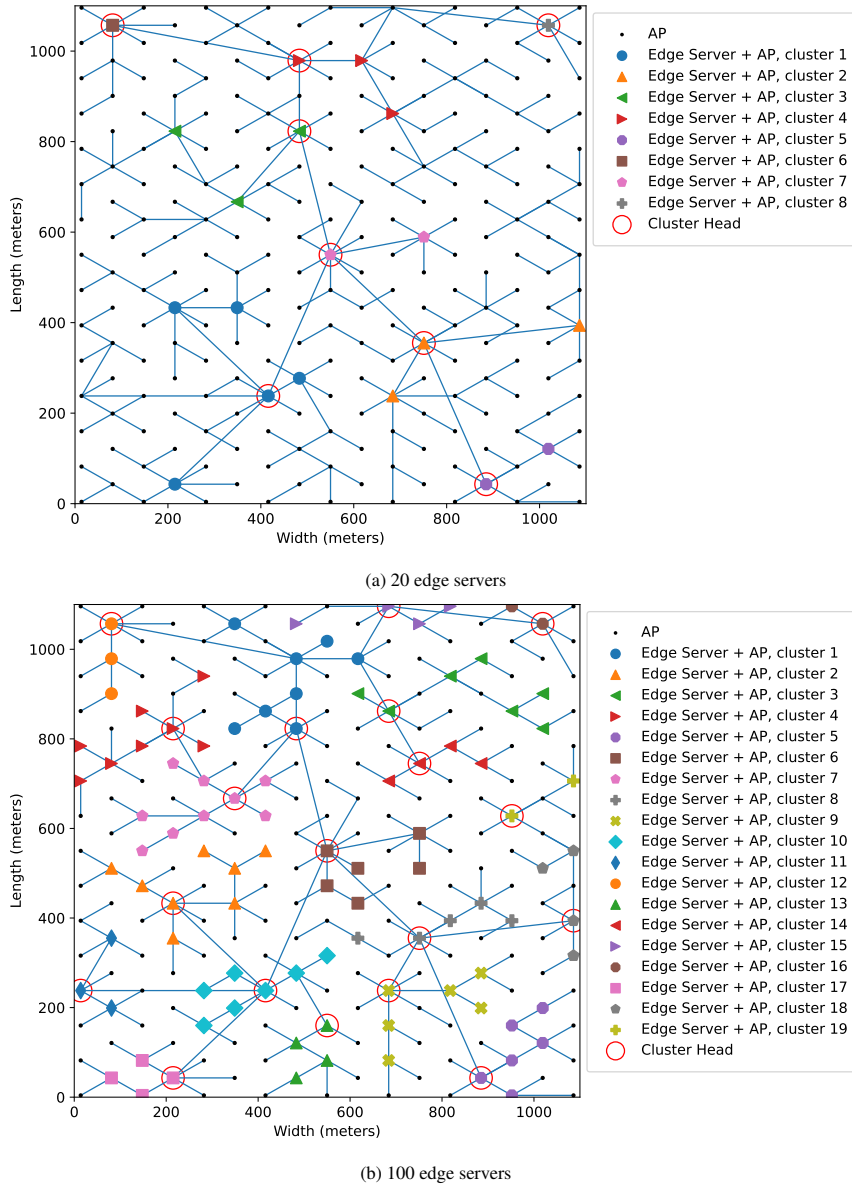 1000
800
600
400
200
0
Length (meters)
0 200 400 600 800 1000
Width (meters)
AP
Edge Server + AP, cluster 1
Edge Server + AP, cluster 2
Edge Server + AP, cluster 3
Edge Server + AP, cluster 4
Edge Server + AP, cluster 5
Edge Server + AP, cluster 6
Edge Server + AP, cluster 7
Edge Server + AP, cluster 8
Cluster Head
(a) 20 edge servers
1000
800
600
400
200
0
Length (meters)
0 200 400 600 800 1000
Width (meters)
AP
Edge Server + AP, cluster 1
Edge Server + AP, cluster 2
Edge Server + AP, cluster 3
Edge Server + AP, cluster 4
Edge Server + AP, cluster 5
Edge Server + AP, cluster 6
Edge Server + AP, cluster 7
Edge Server + AP, cluster 8
Edge Server + AP, cluster 9
Edge Server + AP, cluster 10
Edge Server + AP, cluster 11
Edge Server + AP, cluster 12
Edge Server + AP, cluster 13
Edge Server + AP, cluster 14
Edge Server + AP, cluster 15
Edge Server + AP, cluster 16
Edge Server + AP, cluster 17
Edge Server + AP, cluster 18
Edge Server + AP, cluster 19
Cluster Head
(b) 100 edge servers